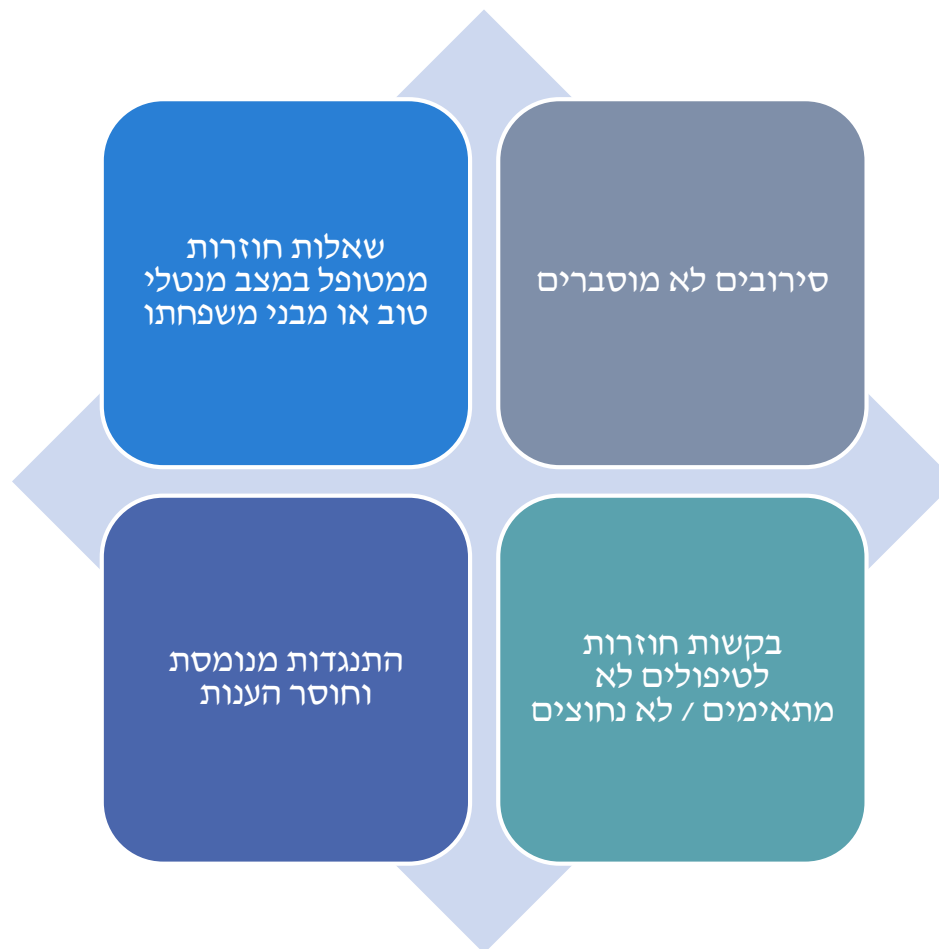 סירובים לא מוסברים
שאלות חוזרות
ממטופל במצב מנטלי
טוב או מבני משפחתו
בקשות חוזרות
לטיפולים לא
מתאימים / לא נחוצים
התנגדות מנומסת
וחוסר הענות